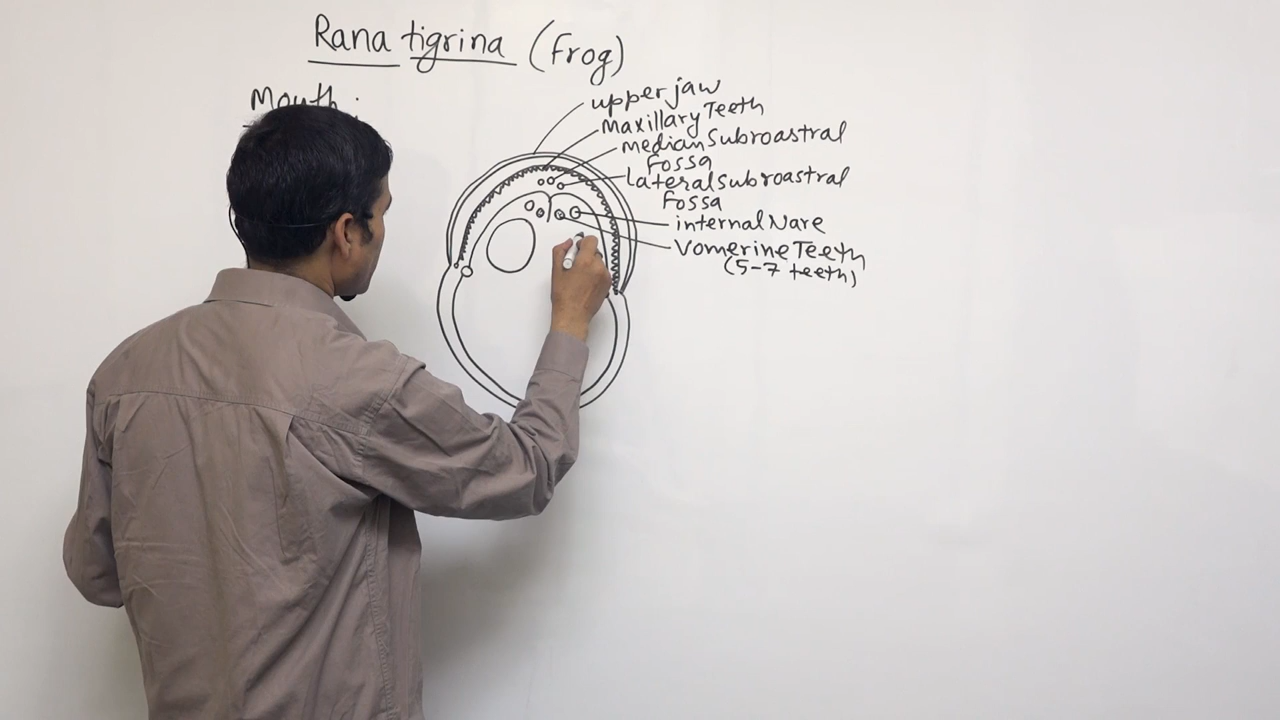 Rana tigrina (frog)
Mouth :
upper jaw
Maxillary Teeth
median Subroastral
Fossa
Lateral Subroastral
Fossa
internal Nare
Vomerine Teeth
(5-7 teeth)